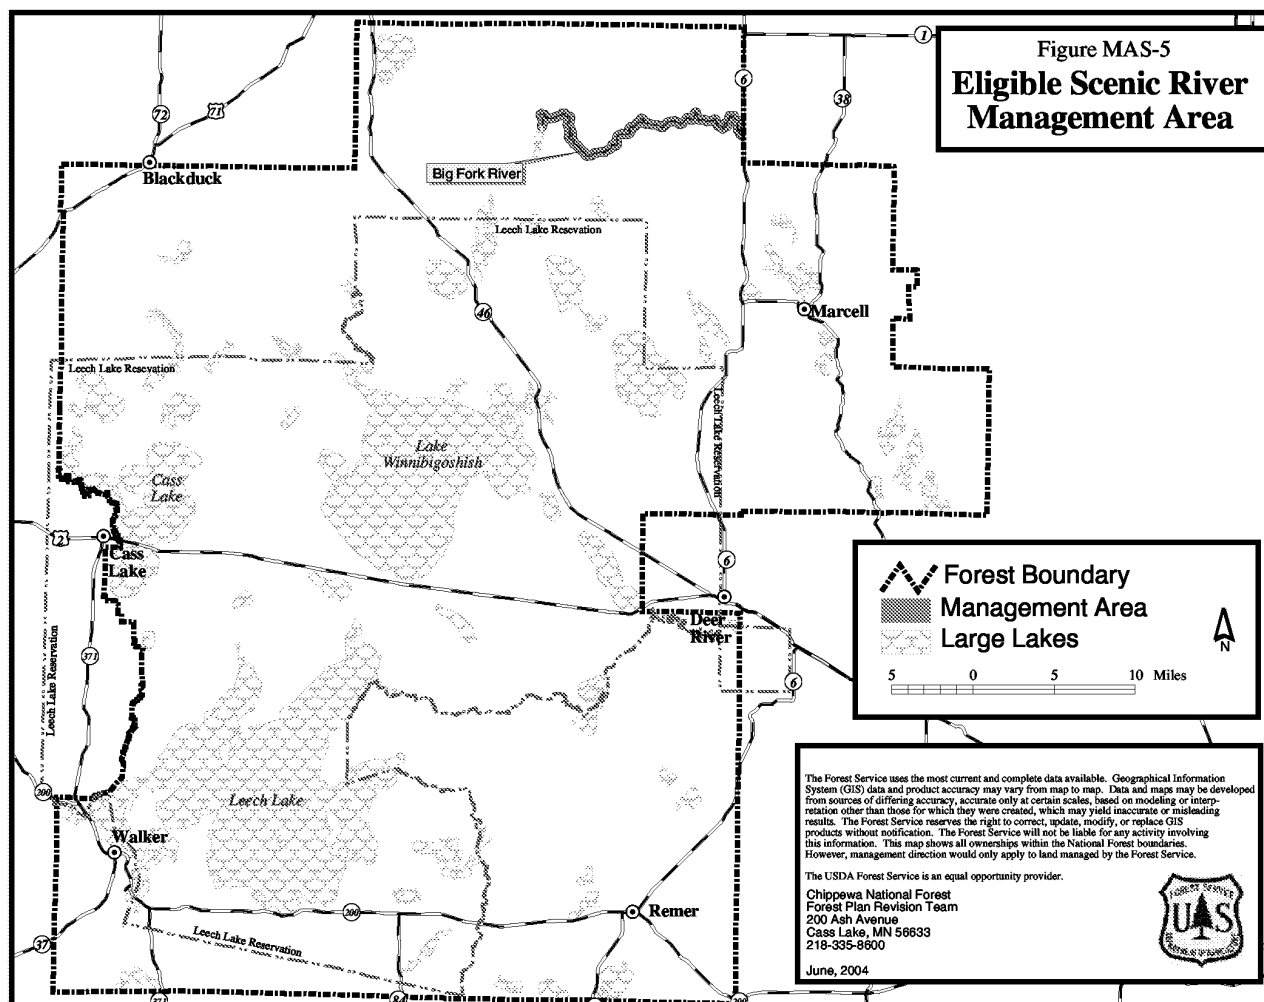 Figure MAS-5
Eligible Scenic River
Management Area
1
6
38
72
71
Blackduck
Big Fork River
Leech Lake Resevation
46
Marcell
Leech Lake Resevation
Leech Lake Reservation
Lake
Winnibigoshish
Cass
Lake
2
Cass
Lake
6
Deer
River
Forest Boundary
Management Area
Large Lakes
N
5 0 5 10 Miles
371
Leech Lake Reservation
6
200
Leech Lake
Walker
200
Remer
37
Leech Lake Reservation
371
84
200
The Forest Service uses the most current and complete data available. Geographical Information
System (GIS) data and product accuracy may vary from map to map. Data and maps may be developed
from sources of differing accuracy, accurate only at certain scales, based on modeling or interp-
retation other than those for which they were created, which may yield inaccurate or misleading
results. The Forest Service reserves the right to correct, update, modify, or replace GIS
products without notification. The Forest Service will not be liable for any activity involving
this information. This map shows all ownerships within the National Forest boundaries.
However, management direction would only apply to land managed by the Forest Service.
The USDA Forest Service is an equal opportunity provider.
Chippewa National Forest
Forest Plan Revision Team
200 Ash Avenue
Cass Lake, MN 56633
218-335-8600
June, 2004
FOREST SERVICE
U S